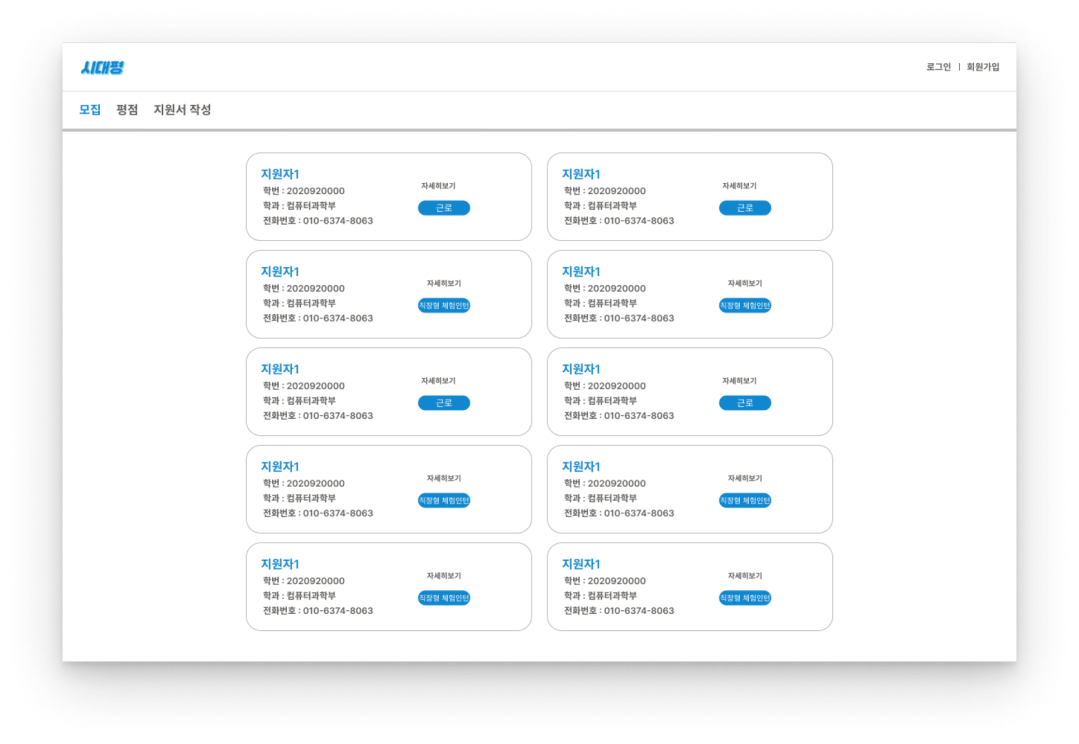 시대평
로그인 | 회원가입
모집 평점 지원서 작성
지원자1
학번 : 2020920000
학과 : 컴퓨터과학부
전화번호 : 010-6374-8063
자세히보기
근로
지원자1
학번 : 2020920000
학과 : 컴퓨터과학부
전화번호 : 010-6374-8063
자세히보기
근로
지원자1
학번 : 2020920000
학과 : 컴퓨터과학부
전화번호 : 010-6374-8063
자세히보기
직장형 체험인턴
지원자1
학번 : 2020920000
학과 : 컴퓨터과학부
전화번호 : 010-6374-8063
자세히보기
직장형 체험인턴
지원자1
학번 : 2020920000
학과 : 컴퓨터과학부
전화번호 : 010-6374-8063
자세히보기
근로
지원자1
학번 : 2020920000
학과 : 컴퓨터과학부
전화번호 : 010-6374-8063
자세히보기
근로
지원자1
학번 : 2020920000
학과 : 컴퓨터과학부
전화번호 : 010-6374-8063
자세히보기
직장형 체험인턴
지원자1
학번 : 2020920000
학과 : 컴퓨터과학부
전화번호 : 010-6374-8063
자세히보기
직장형 체험인턴
지원자1
학번 : 2020920000
학과 : 컴퓨터과학부
전화번호 : 010-6374-8063
자세히보기
직장형 체험인턴
지원자1
학번 : 2020920000
학과 : 컴퓨터과학부
전화번호 : 010-6374-8063
자세히보기
직장형 체험인턴